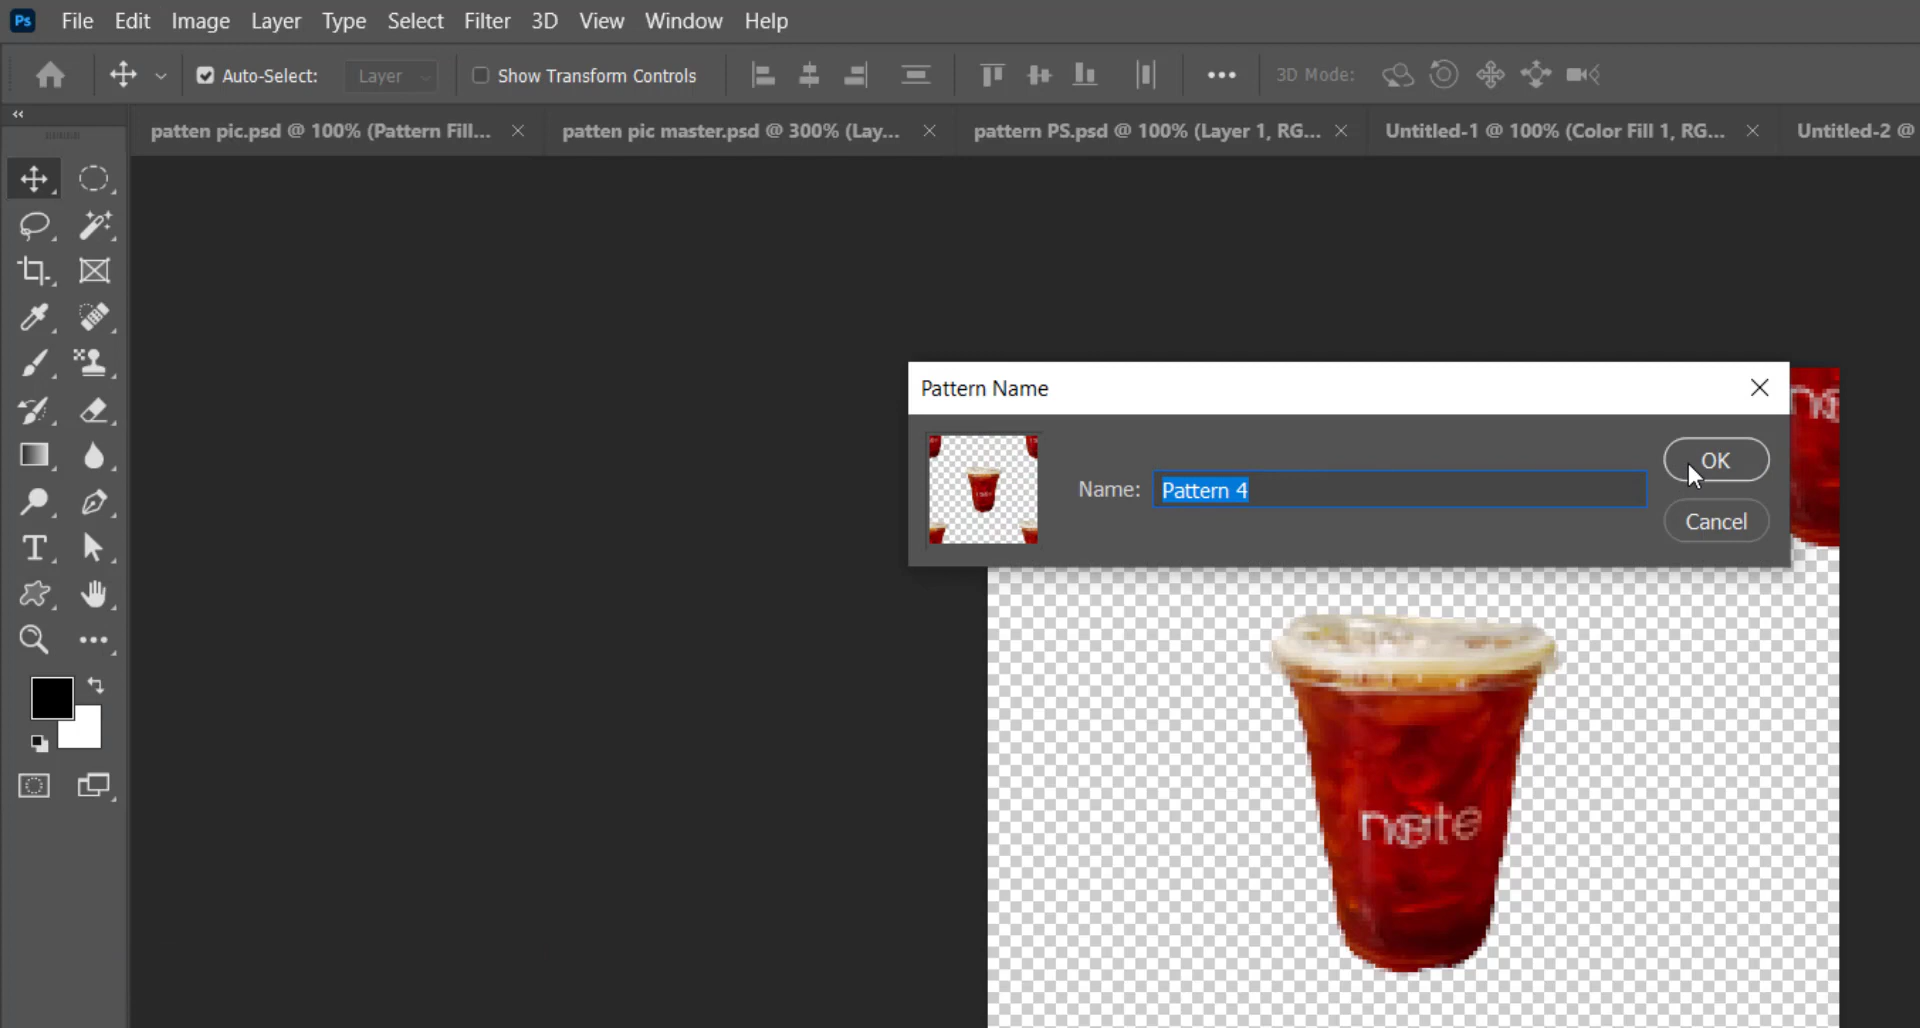 Ps File Edit Image Layer Type Select Filter 3D View Window Help
Auto-Select: Layer Show Transform Controls 3D Mode:
patten pic.psd @ 100% (Pattern Fill... patten pic master.psd @ 300% (Lay... pattern PS.psd @ 100% (Layer 1, RG... Untitled-1 @ 100% (Color Fill 1, RG... Untitled-2 @
Pattern Name
OK
Name: Pattern 4
Cancel